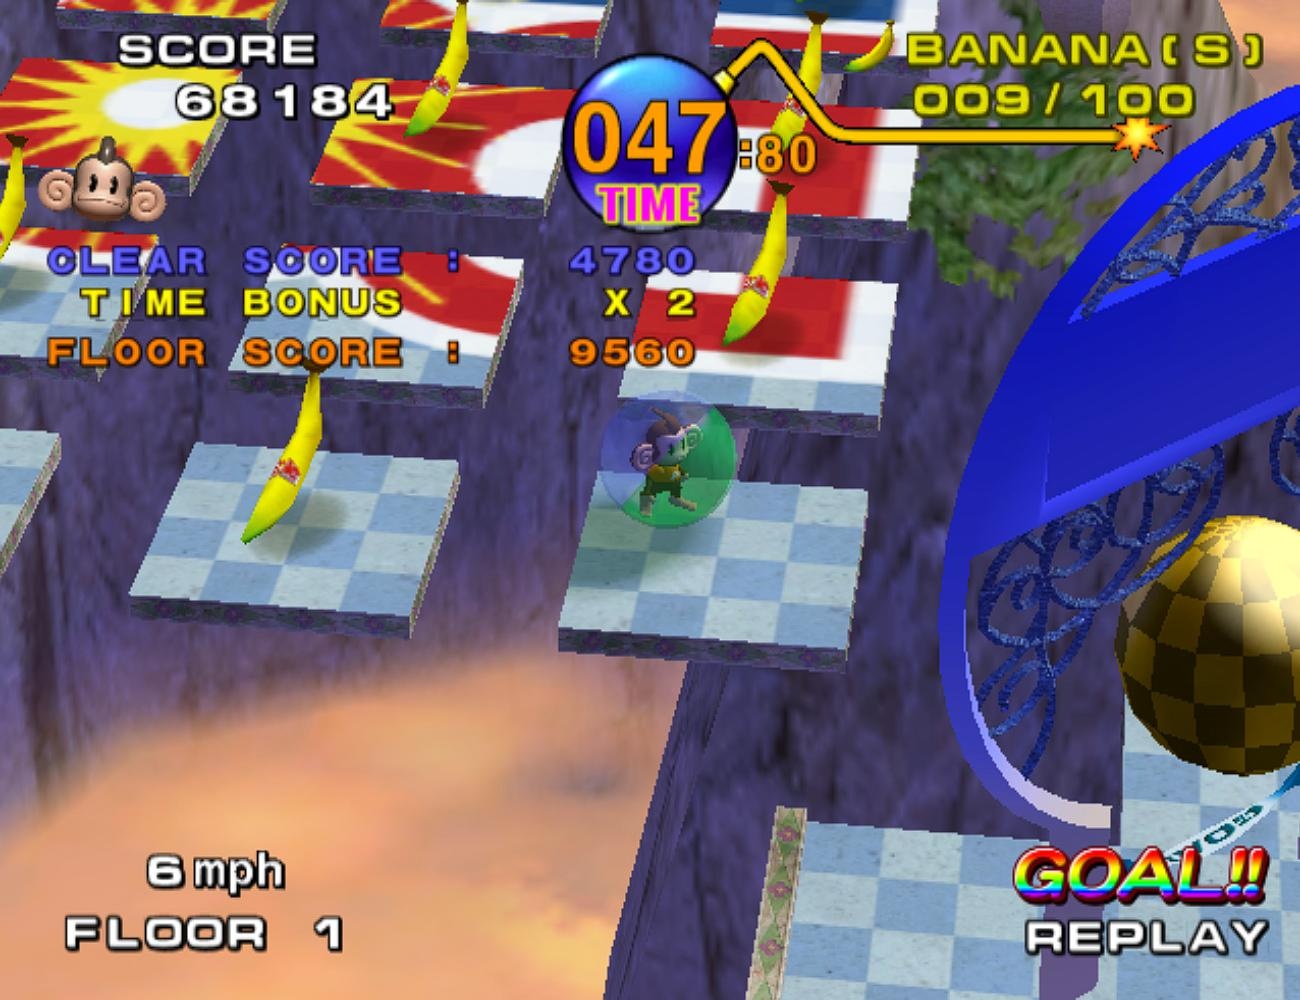 SCORE
68184
047:80
TIME
BANANA(S)
009/100
CLEAR SCORE : 4780
TIME BONUS X 2
FLOOR SCORE : 9560
6 mph
FLOOR 1
GOAL!!
REPLAY